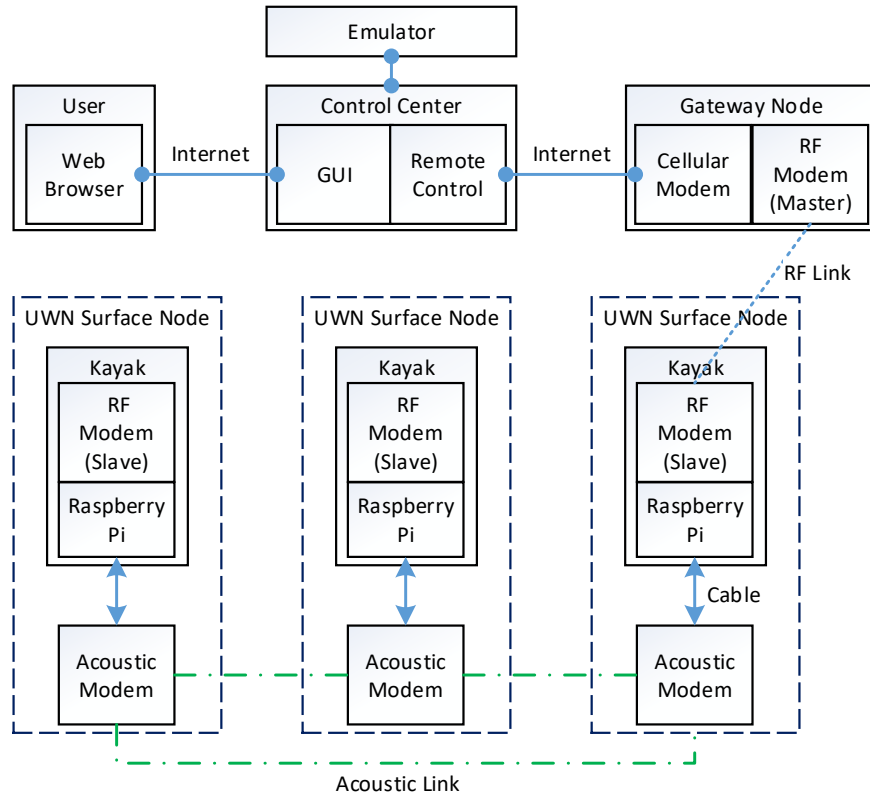 Emulator
User
Control Center
Gateway Node
Web
Browser
Internet
GUI
Remote
Control
Internet
Cellular
Modem
RF
Modem
(Master)
RF Link
UWN Surface Node
UWN Surface Node
UWN Surface Node
Kayak
Kayak
Kayak
RF
Modem
(Slave)
RF
Modem
(Slave)
RF
Modem
(Slave)
Raspberry
Pi
Raspberry
Pi
Raspberry
Pi
Cable
Acoustic
Modem
Acoustic
Modem
Acoustic
Modem
Acoustic Link